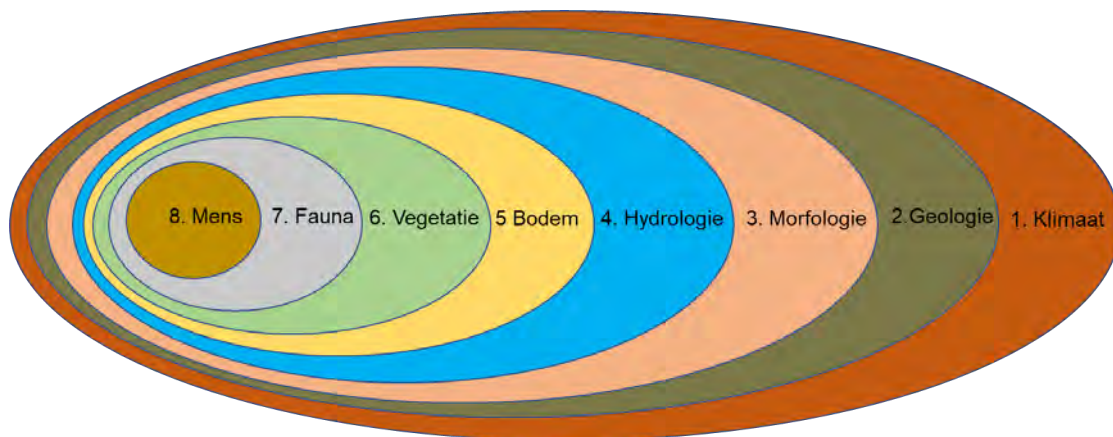 8. Mens
7. Fauna
6. Vegetatie
5 Bodem
4. Hydrologie
3. Morfologie
2.Geologie
1. Klimaat